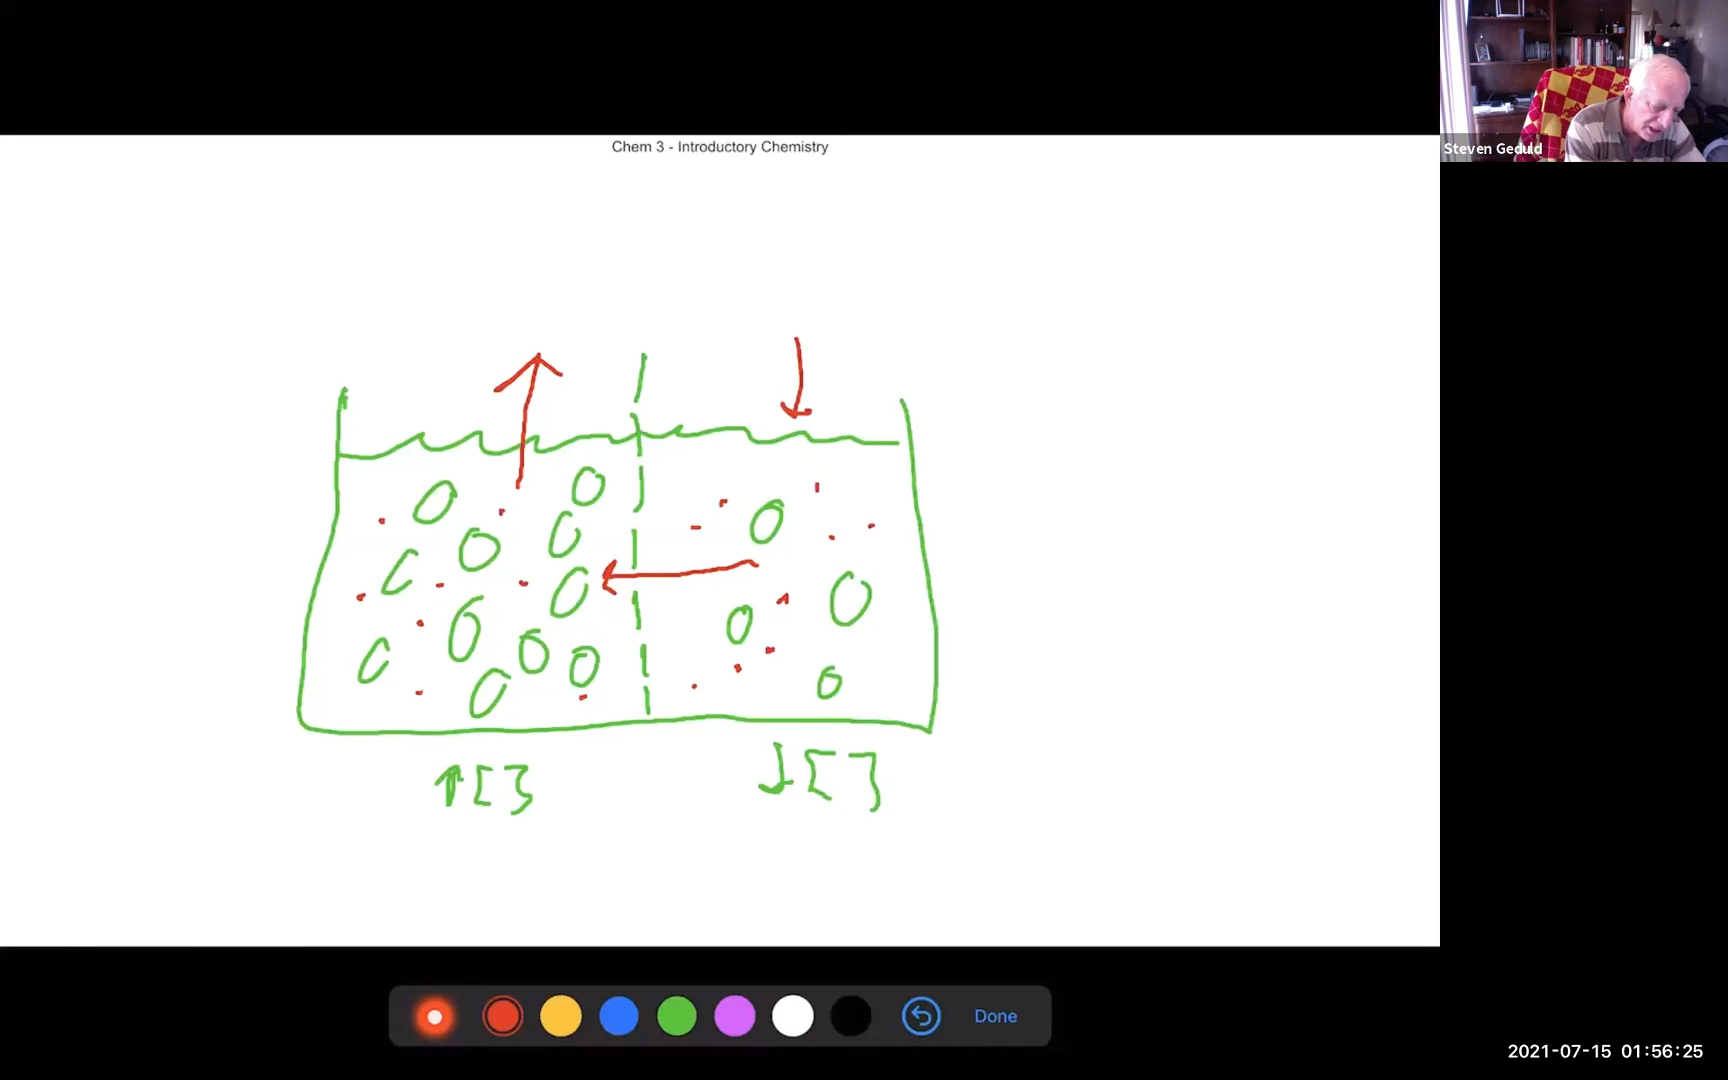 Chem 3 - Introductory Chemistry
Steven Geduld
↑[ ]
↓[ ]
Done
2021-07-15 01:56:25